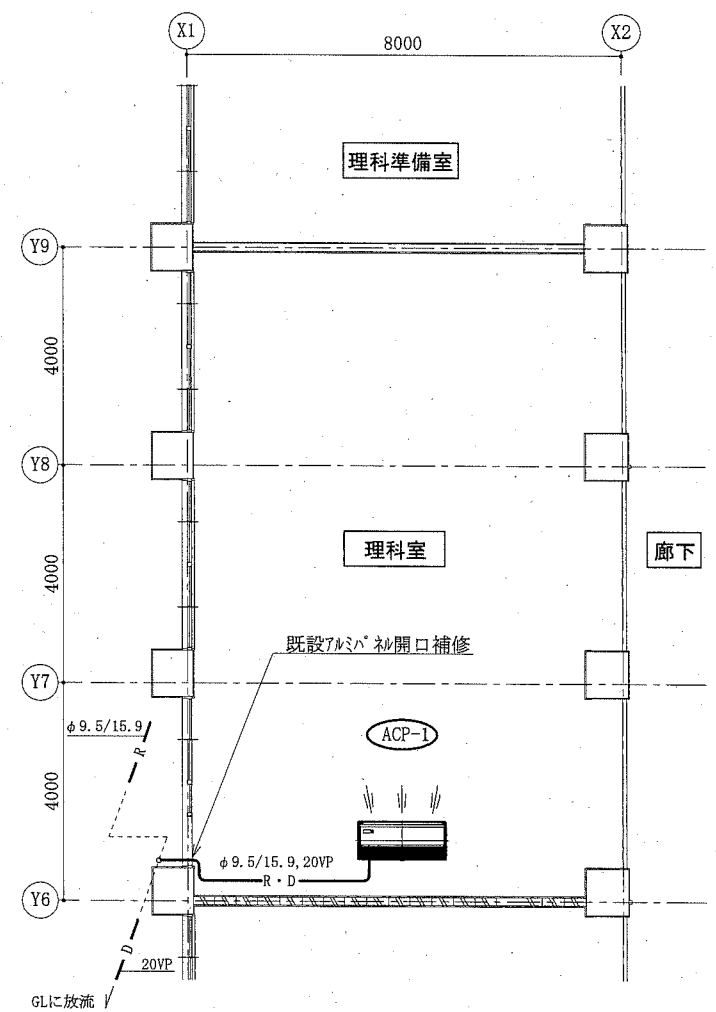 X1
X2
8000
理科準備室
Y9
4000
Y8
4000
理科室
廊下
既設アルミパネル開口補修
Y7
φ9.5/15.9
R
ACP-1
4000
φ9.5/15.9,20VP
R・D
Y6
D
20VP
GLに放流